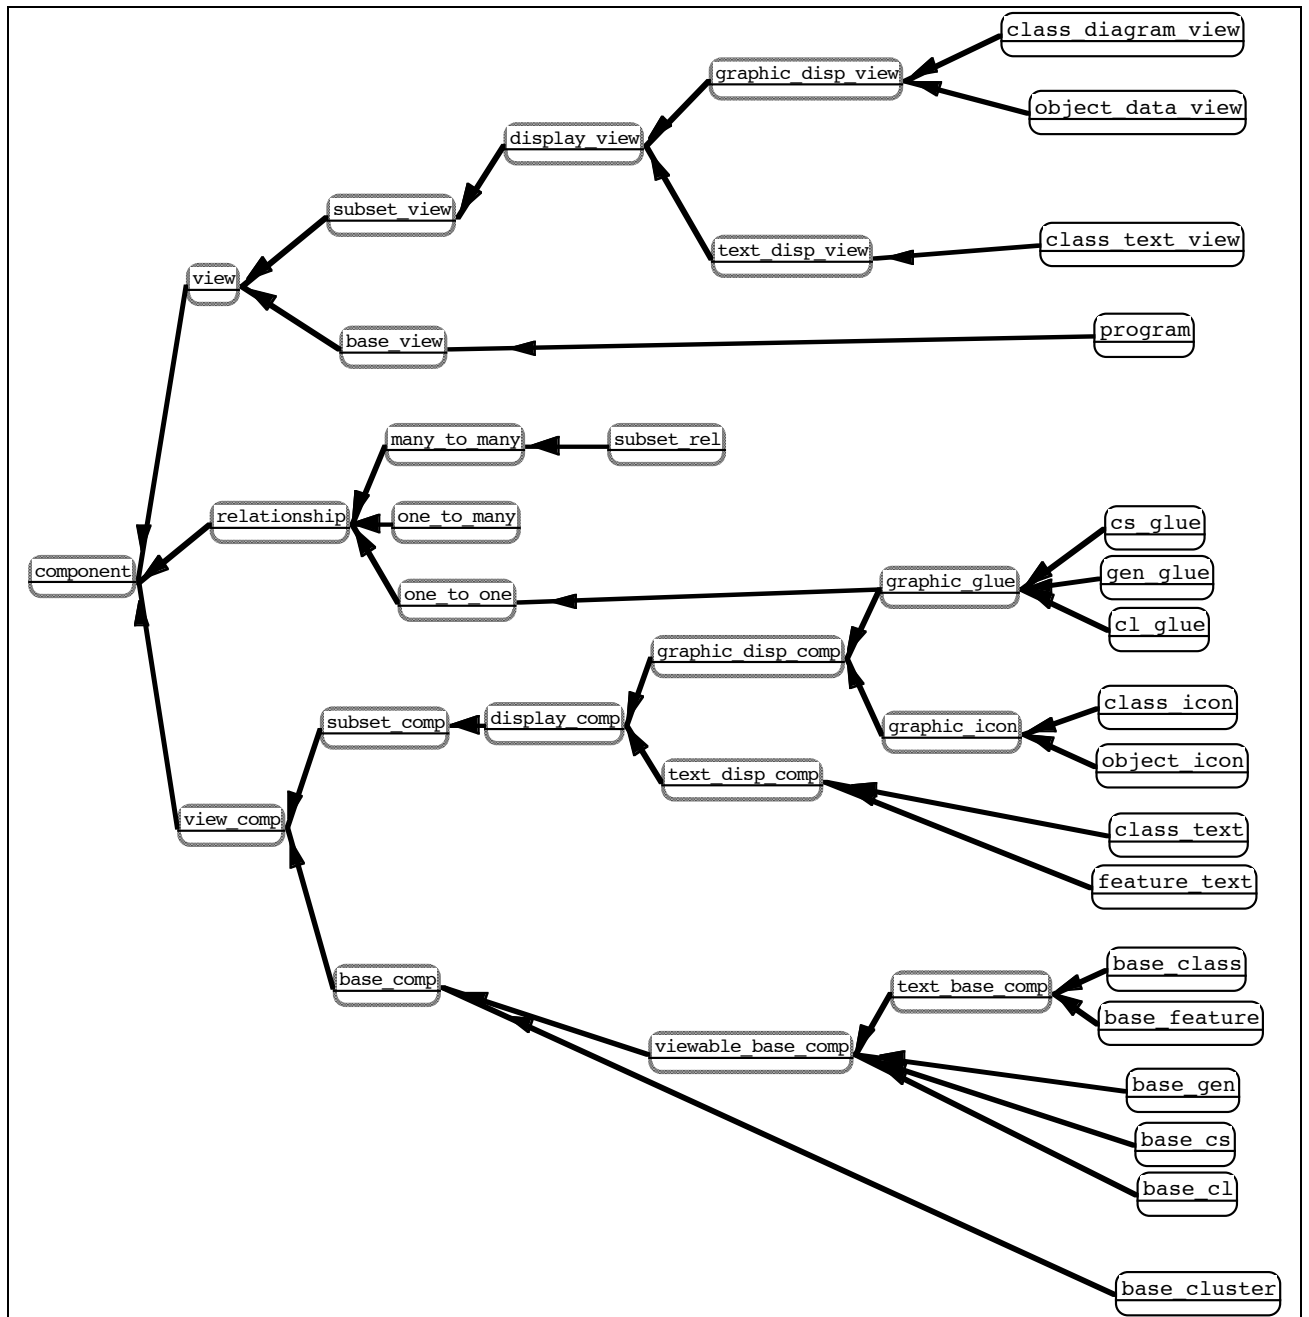 class_diagram_view
graphic_disp_view
object_data_view
display_view
subset_view
class_text_view
text_disp_view
view
program
base_view
many_to_many
subset_rel
relationship
one_to_many
cs_glue
component
gen_glue
graphic_glue
one_to_one
cl_glue
graphic_disp_comp
class_icon
subset_comp
display_comp
graphic_icon
object_icon
text_disp_comp
view_comp
class_text
feature_text
base_class
base_comp
text_base_comp
base_feature
viewable_base_comp
base_gen
base_cs
base_cl
base_cluster